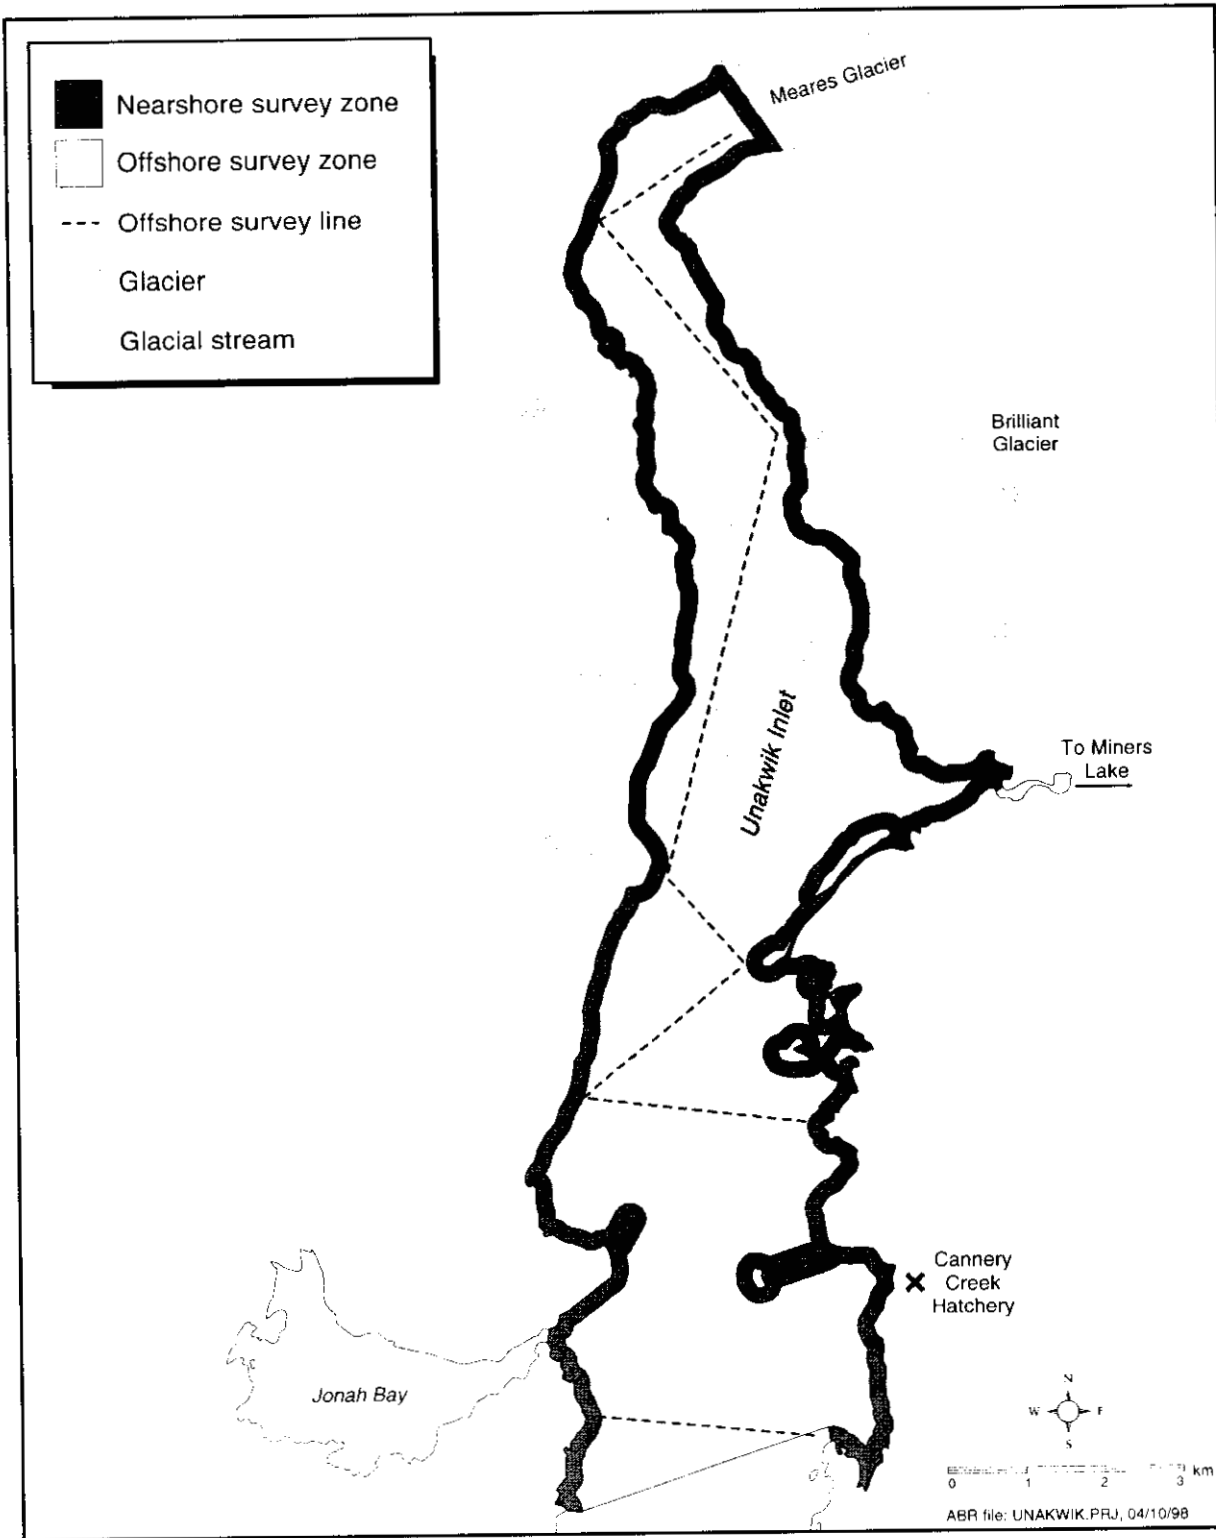 Nearshore survey zone
Offshore survey zone
Offshore survey line
Glacier
Glacial stream
Meares Glacier
Brilliant
Glacier
Unakwik Inlet
To Miners
Lake
Cannery
Creek
Hatchery
Jonah Bay
N
W E
S
0 1 2 3 km
ABR file: UNAKWIK.PRJ, 04/10/98